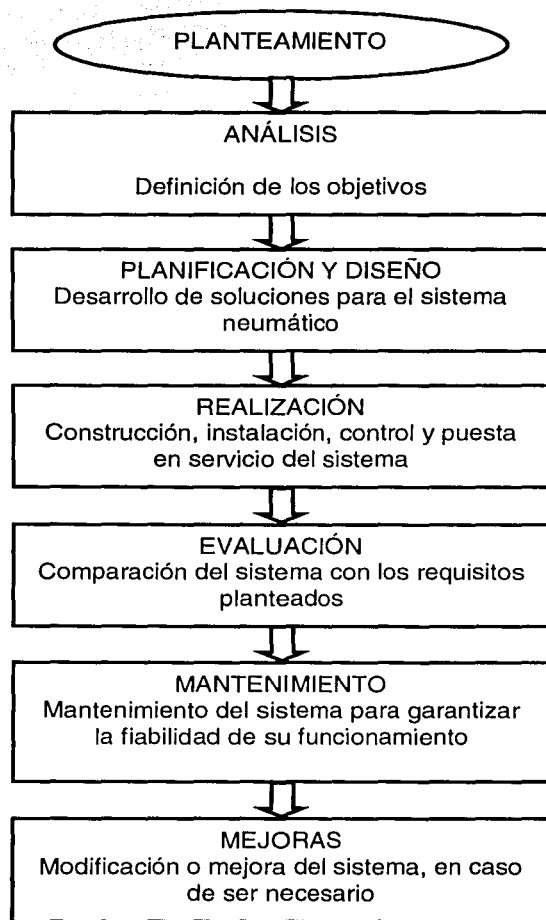 PLANTEAMIENTO
ANÁLISIS
Definición de los objetivos
PLANIFICACIÓN Y DISEÑO
Desarrollo de soluciones para el sistema
neumático
REALIZACIÓN
Construcción, instalación, control y puesta
en servicio del sistema
EVALUACIÓN
Comparación del sistema con los requisitos
planteados
MANTENIMIENTO
Mantenimiento del sistema para garantizar
la fiabilidad de su funcionamiento
MEJORAS
Modificación o mejora del sistema, en caso
de ser necesario